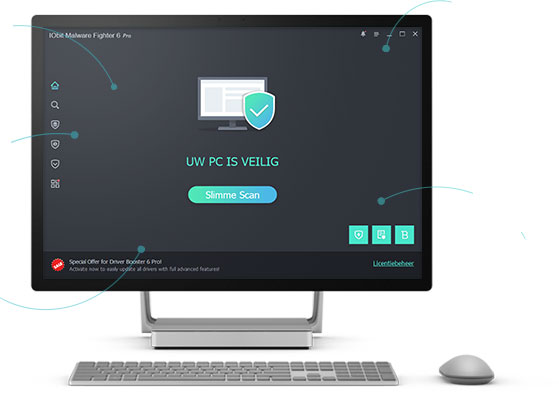 IObit Malware Fighter 6 Pro
UW PC IS VEILIG
Slimme Scan
Special Offer for Driver Booster 6 Pro!
Activate now to easily update all drivers with full advanced features!
Licentiebeheer